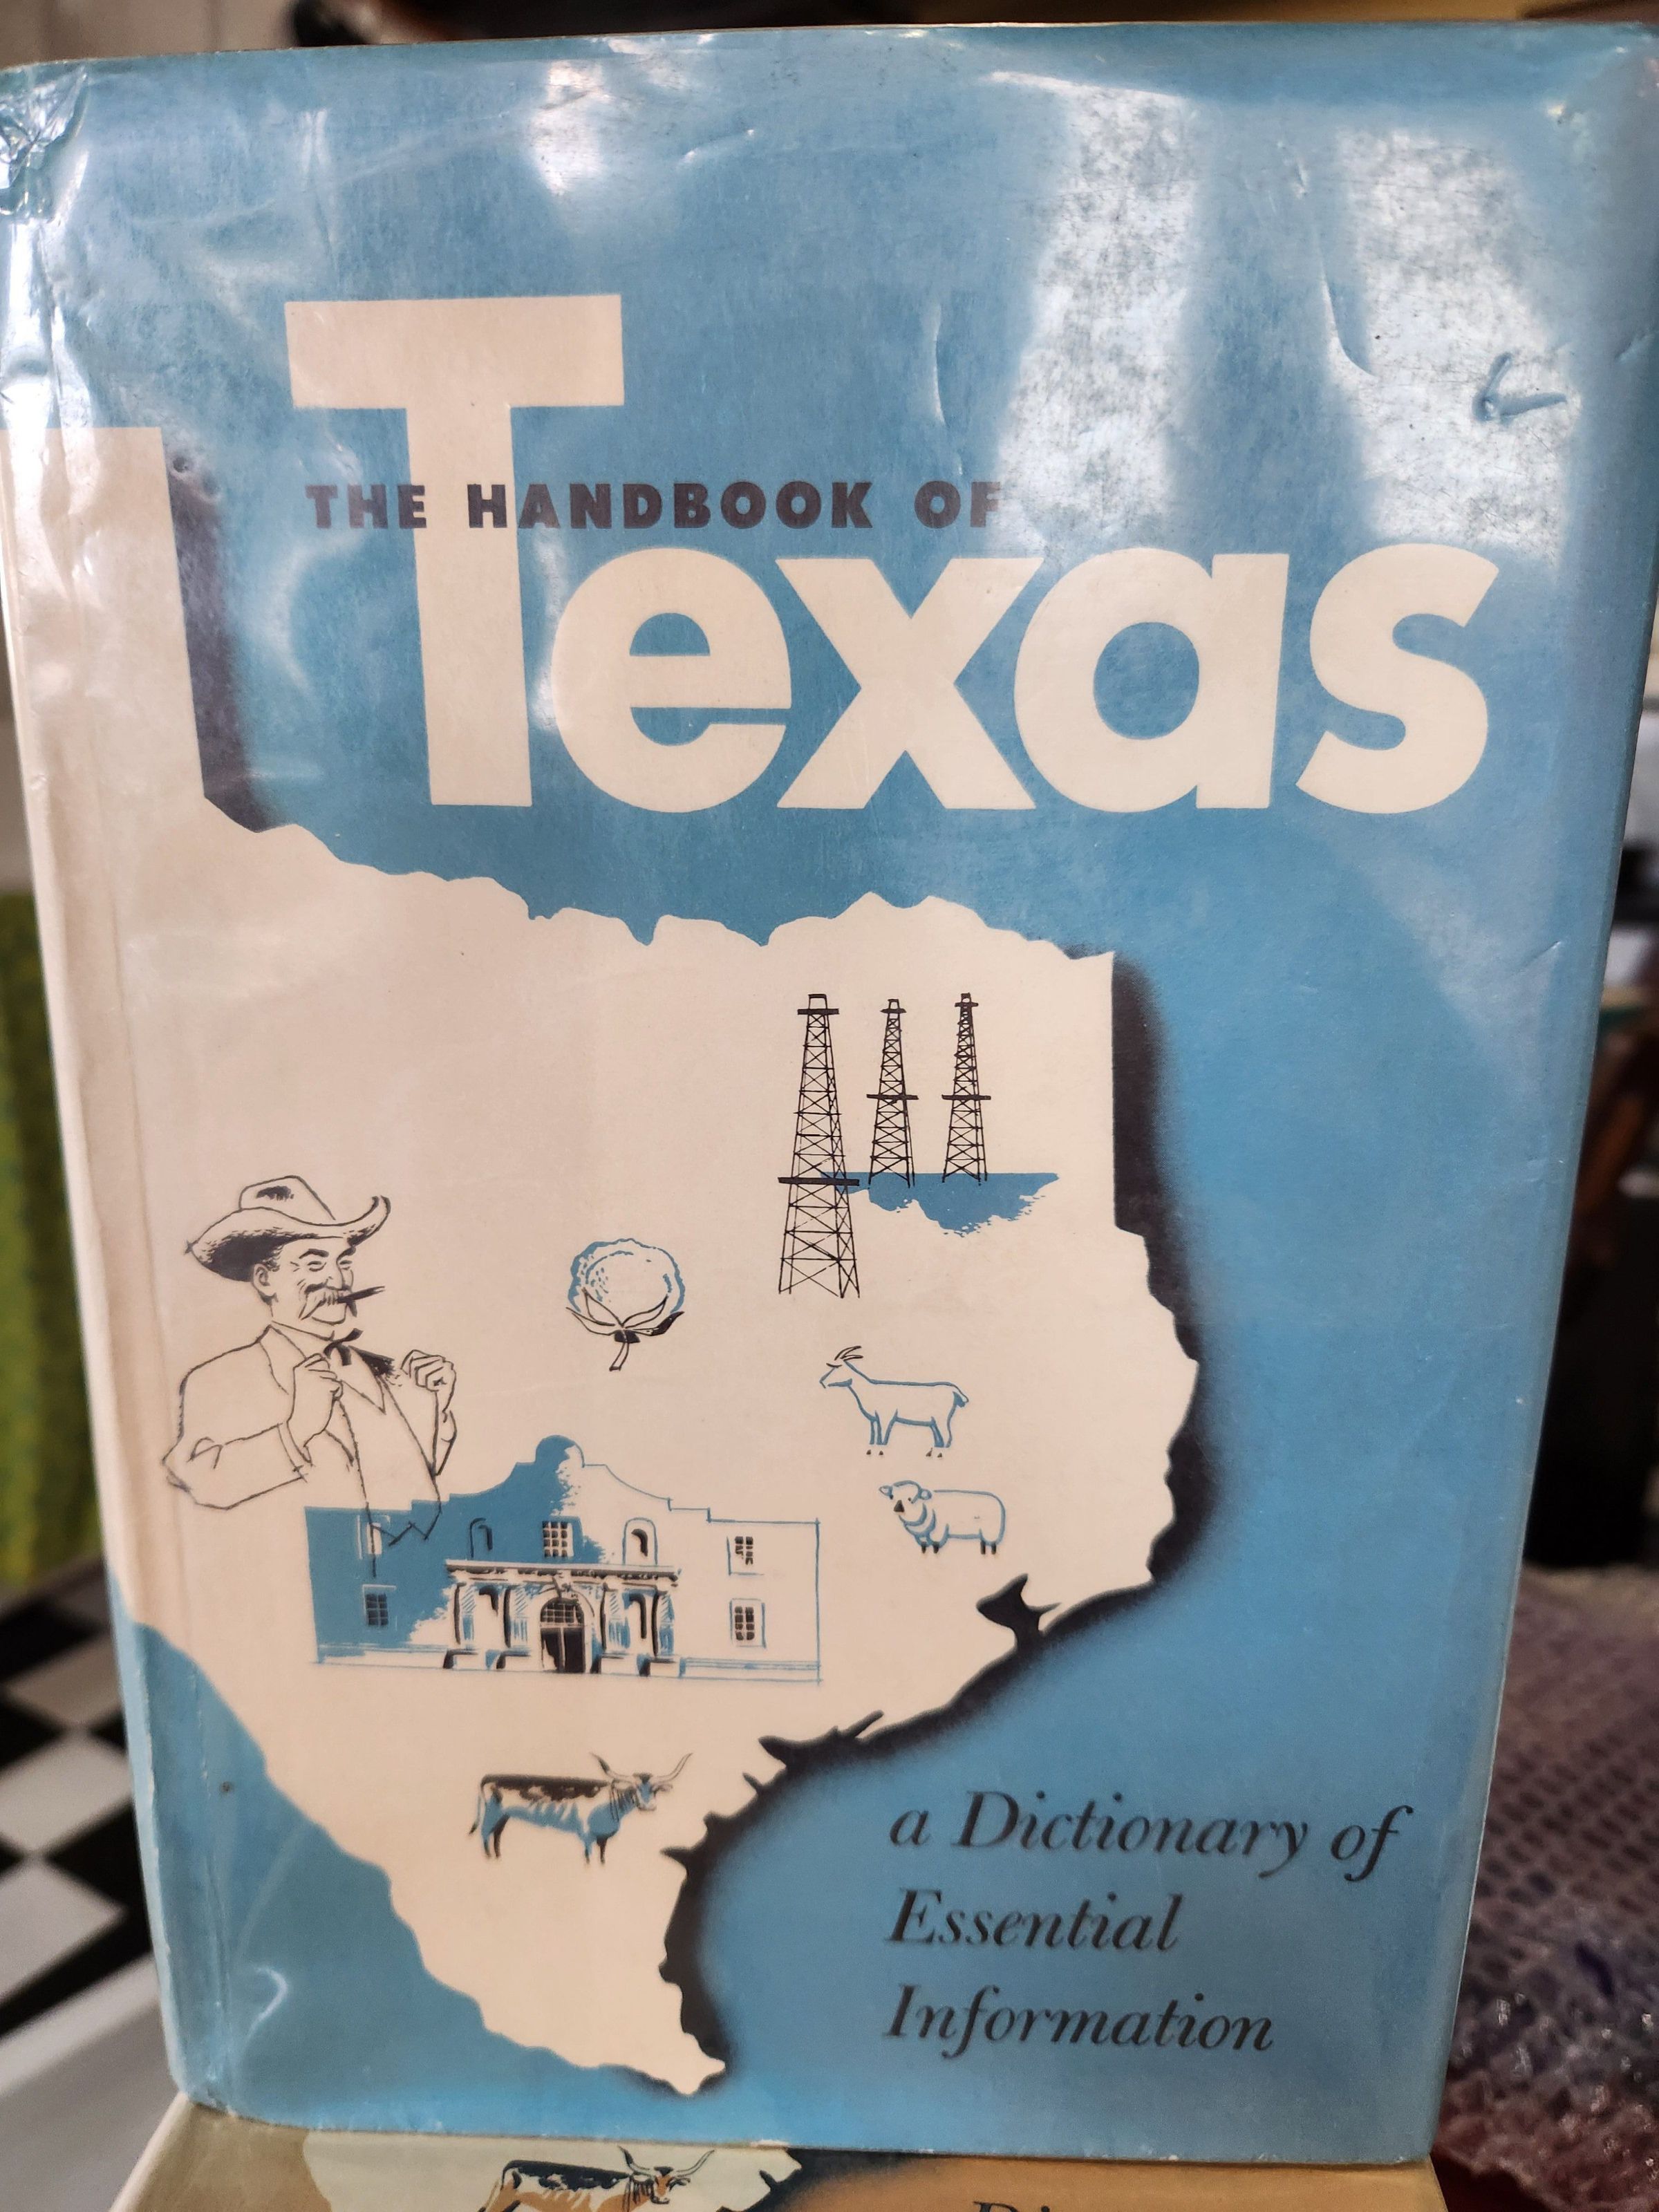 THE HANDBOOK OF
Texas
a Dictionary of
Essential
Information